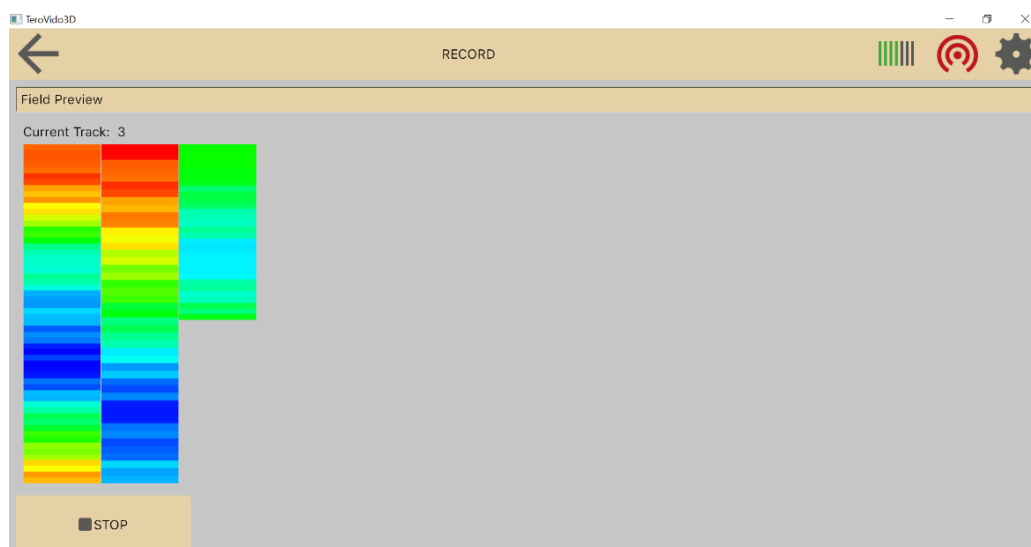 TeroVido3D
RECORD
Field Preview
Current Track: 3
STOP